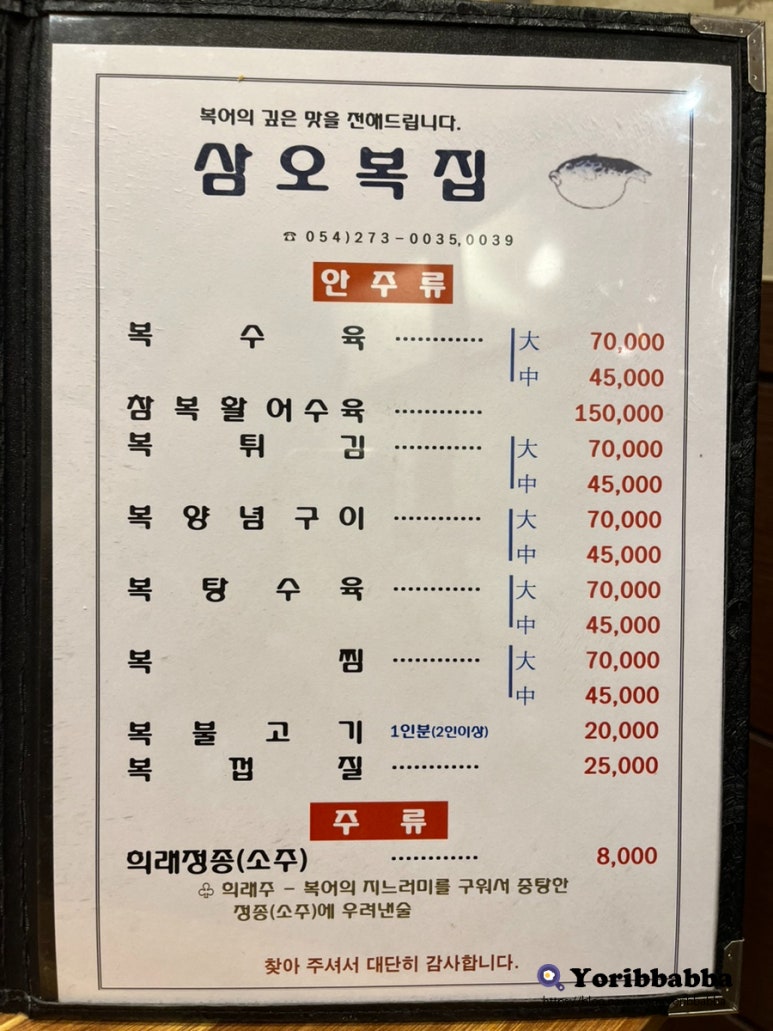 복어의 깊은 맛을 전해드립니다.
삼오복집
☎ 054)273-0035,0039
안주류
복수육 ············ 大 70,000
中 45,000
참복활어수육 ············ 150,000
복튀김 ············ 大 70,000
中 45,000
복양념구이 ············ 大 70,000
中 45,000
복탕수육 ············ 大 70,000
中 45,000
복찜 ············ 大 70,000
中 45,000
복불고기 1인분(2인이상) 20,000
복껍질 ············ 25,000
주류
희래정종(소주) ············ 8,000
♧ 희래주 - 복어의 지느러미를 구워서 중탕한
정종(소주)에 우려낸술
찾아 주셔서 대단히 감사합니다.
Yoribbabba